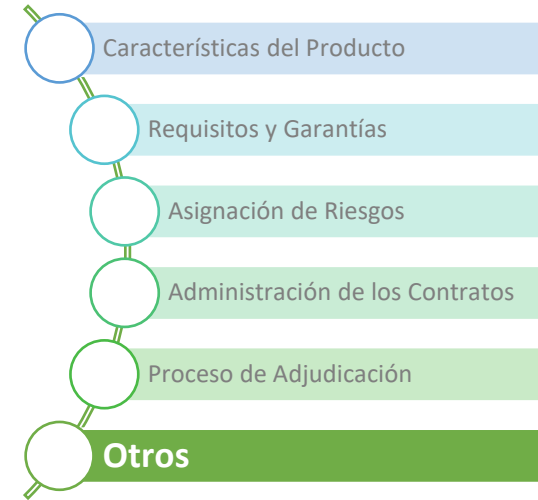 Características del Producto
Requisitos y Garantías
Asignación de Riesgos
Administración de los Contratos
Proceso de Adjudicación
Otros